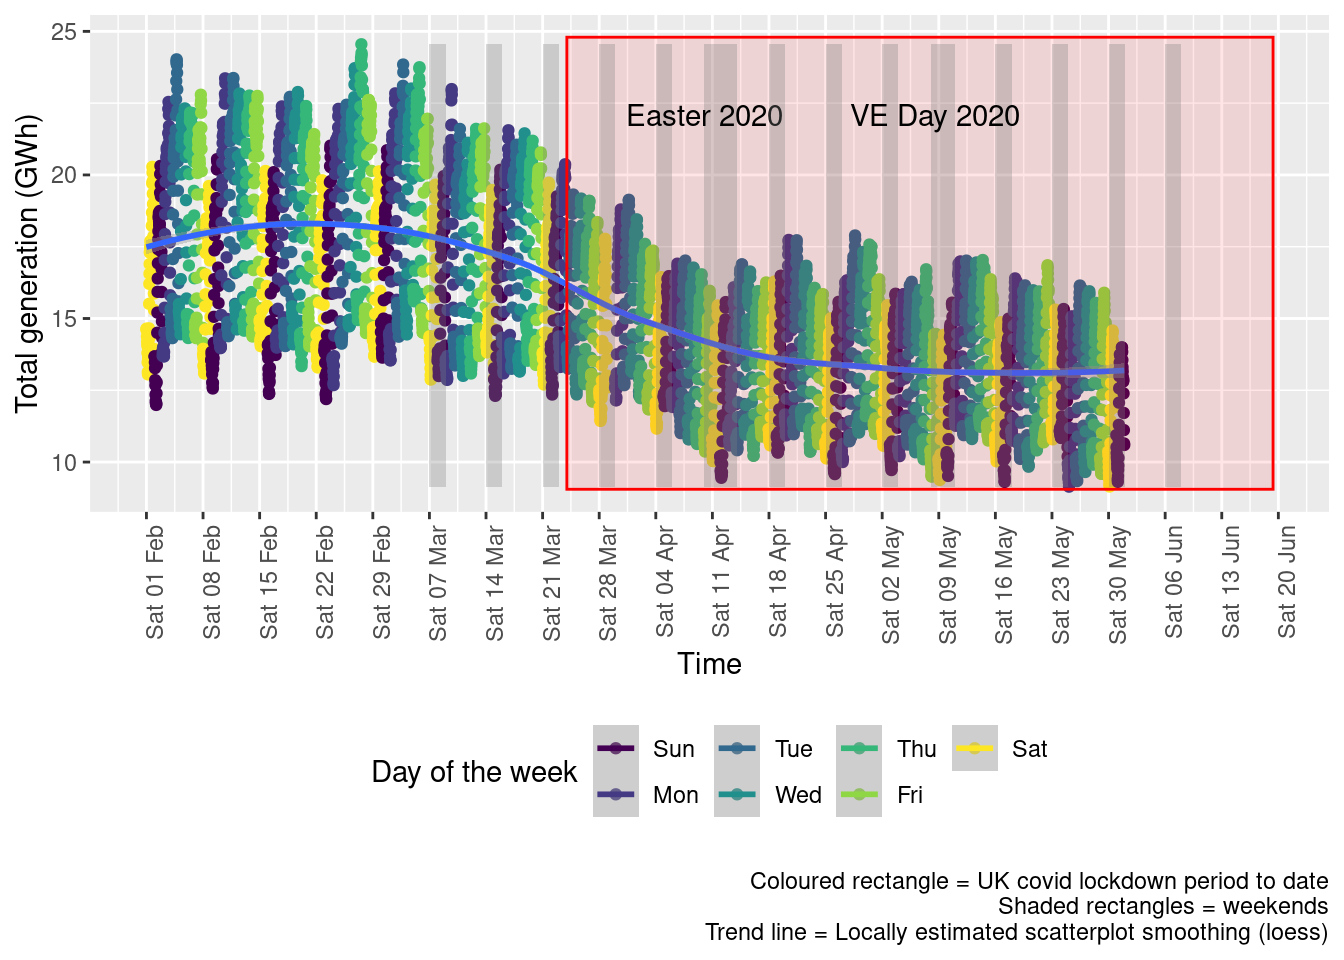 Total generation (GWh)
25
20
15
10
Easter 2020
VE Day 2020
Sat 01 Feb
Sat 08 Feb
Sat 15 Feb
Sat 22 Feb
Sat 29 Feb
Sat 07 Mar
Sat 14 Mar
Sat 21 Mar
Sat 28 Mar
Sat 04 Apr
Sat 11 Apr
Sat 18 Apr
Sat 25 Apr
Sat 02 May
Sat 09 May
Sat 16 May
Sat 23 May
Sat 30 May
Sat 06 Jun
Sat 13 Jun
Sat 20 Jun
Time
Day of the week
Sun
Tue
Thu
Sat
Mon
Wed
Fri
Coloured rectangle = UK covid lockdown period to date
Shaded rectangles = weekends
Trend line = Locally estimated scatterplot smoothing (loess)